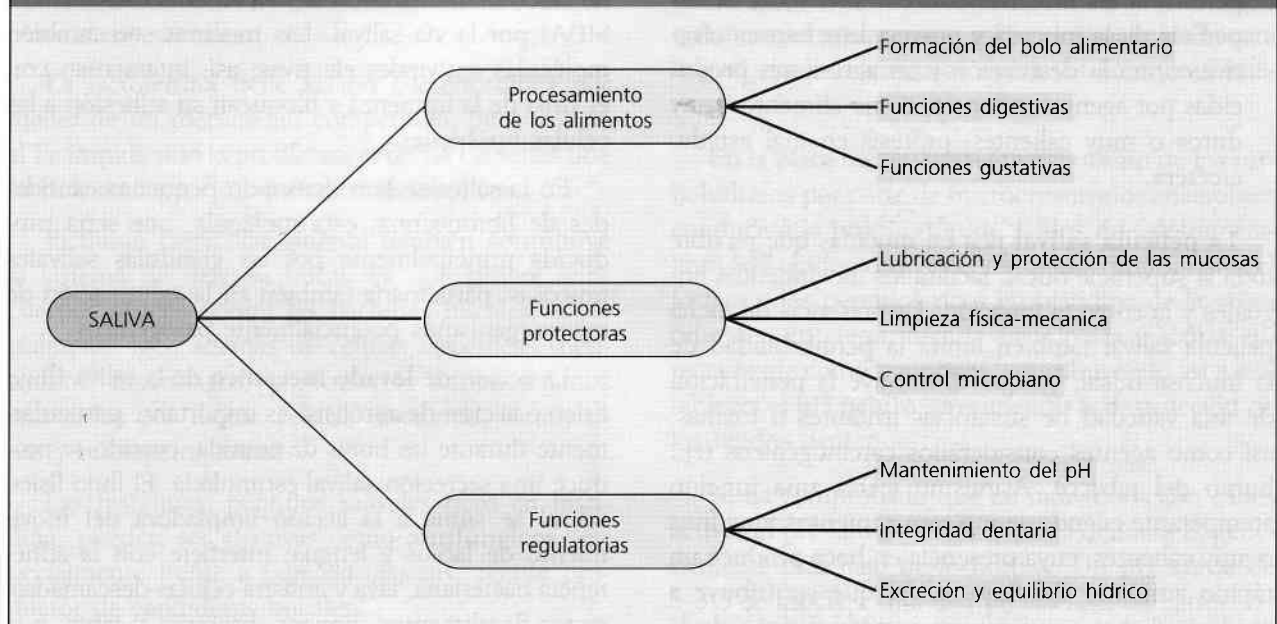 Formación del bolo alimentario
Procesamiento
de los alimentos
Funciones digestivas
Funciones gustativas
SALIVA
Lubricación y protección de las mucosas
Funciones
protectoras
Limpieza física-mecánica
Control microbiano
Mantenimiento del pH
Funciones
regulatorias
Integridad dentaria
Excreción y equilibrio hídrico